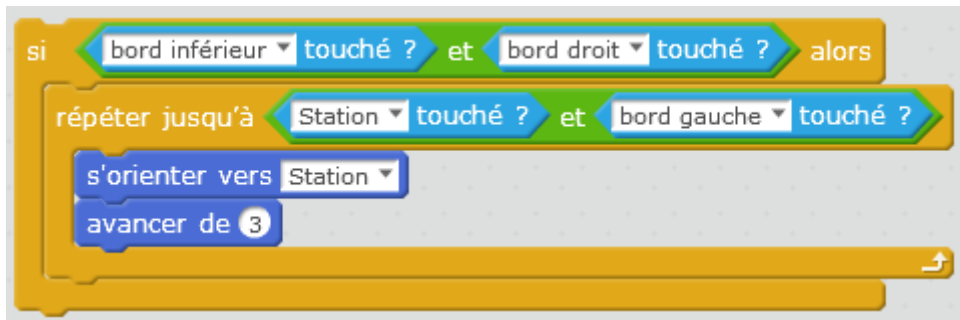 si bord inférieur touché ? et bord droit touché ? alors
répéter jusqu'à Station touché ? et bord gauche touché ?
s'orienter vers Station
avancer de 3